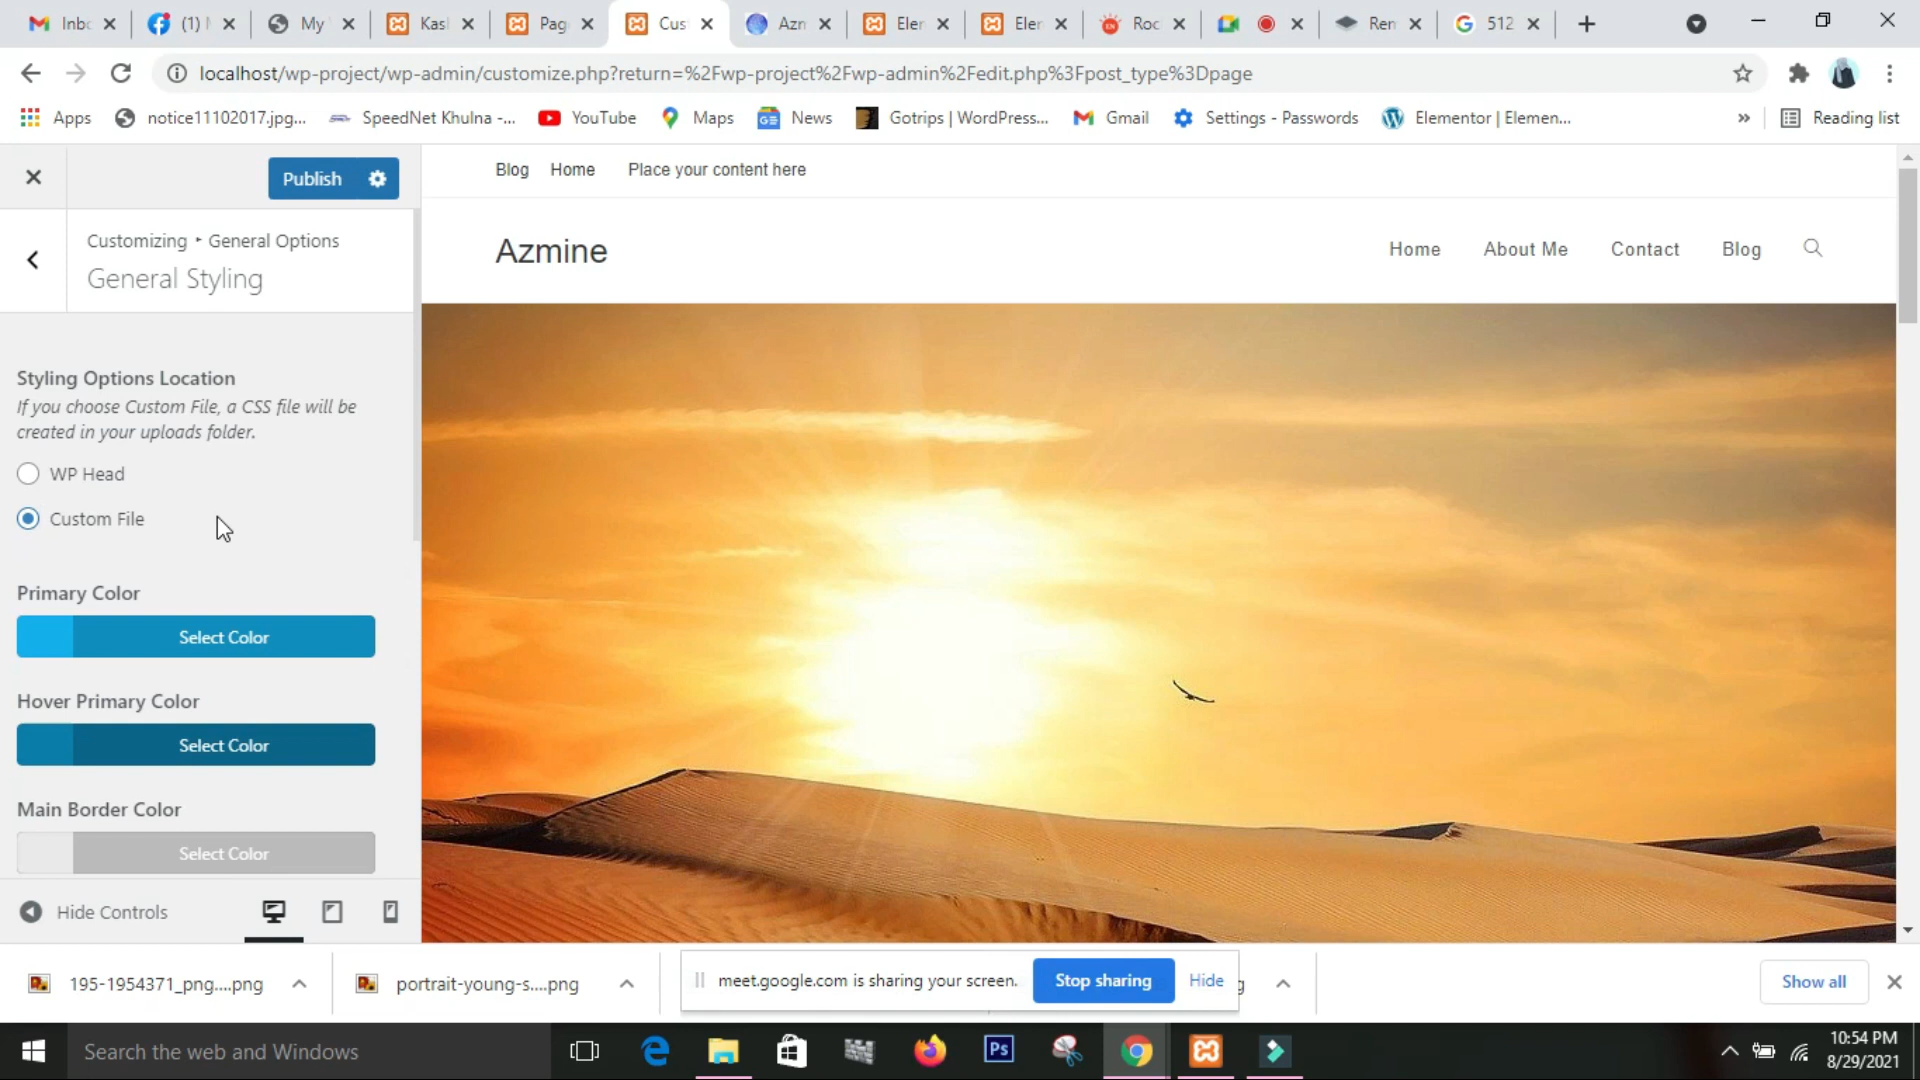 Inbc
(1)
My
Kasl
Pag
Cus
Azn
Eler
Eler
Roc
Ren
512
localhost/wp-project/wp-admin/customize.php?return=%2Fwp-project%2Fwp-admin%2Fedit.php%3Fpost_type%3Dpage
Apps
notice11102017.jpg...
SpeedNet Khulna -...
YouTube
Maps
News
Gotrips | WordPress...
Gmail
Settings - Passwords
Elementor | Elemen...
»
Reading list
Publish
Blog Home Place your content here
Customizing ‣ General Options
General Styling
Azmine
Home About Me Contact Blog
Styling Options Location
If you choose Custom File, a CSS file will be
created in your uploads folder.
WP Head
Custom File
Primary Color
Select Color
Hover Primary Color
Select Color
Main Border Color
Select Color
Hide Controls
195-1954371_png....png
portrait-young-s....png
meet.google.com is sharing your screen.
Stop sharing
Hide
g
Show all
Search the web and Windows
Ps
10:54 PM
8/29/2021